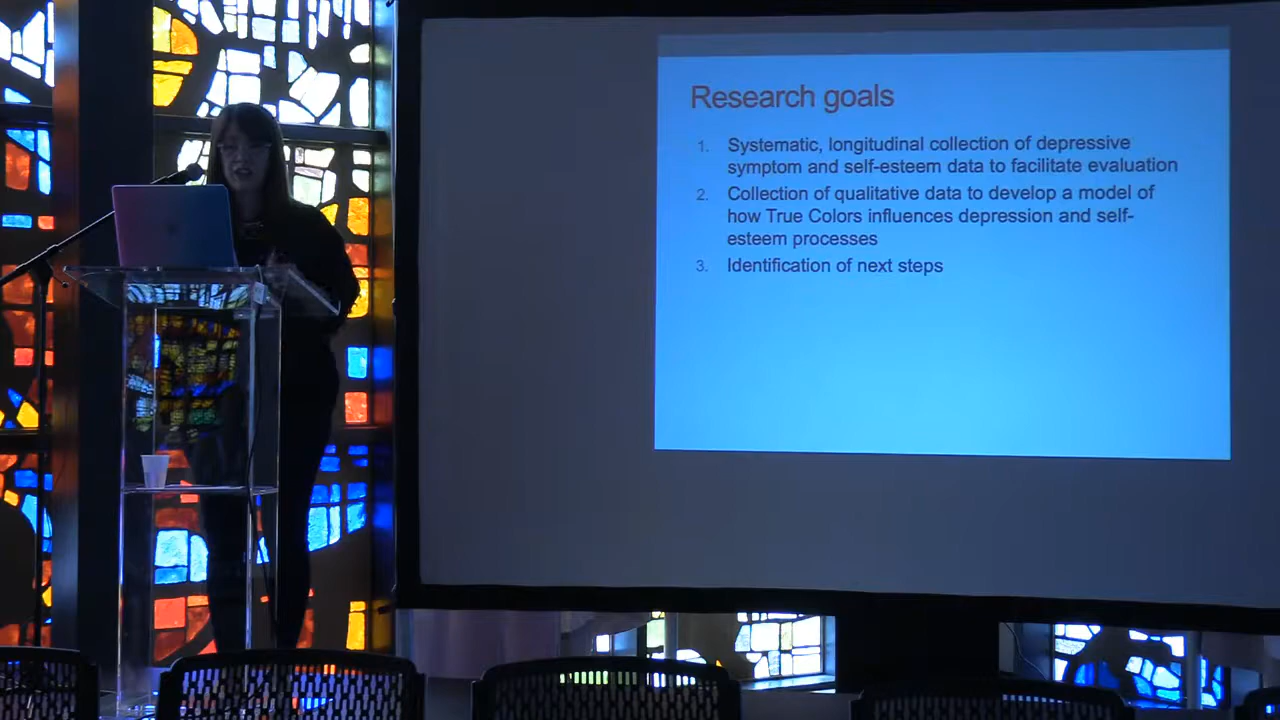 Research goals
1. Systematic, longitudinal collection of depressive
symptom and self-esteem data to facilitate evaluation
2. Collection of qualitative data to develop a model of
how True Colors influences depression and self-
esteem processes
3. Identification of next steps